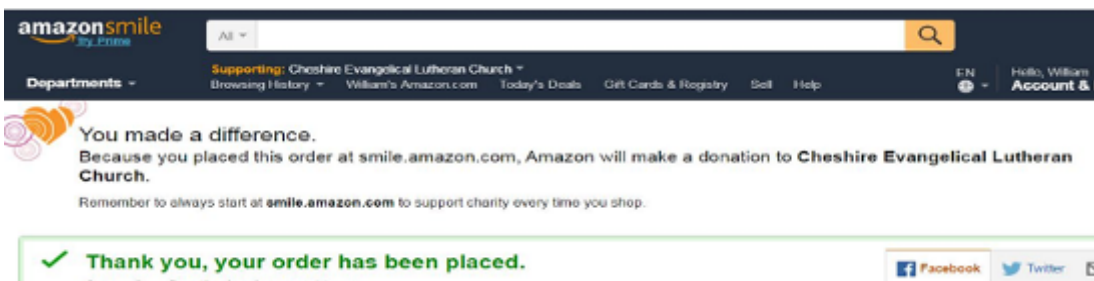 amazonsmile
Try Prime
All
Supporting: Cheshire Evangelical Lutheran Church
Departments
Browsing History
William's Amazon.com
Today's Deals
Gift Cards & Registry
Sell
Help
EN
Hello, William
Account &
You made a difference.
Because you placed this order at smile.amazon.com, Amazon will make a donation to Cheshire Evangelical Lutheran
Church.
Remember to always start at smile.amazon.com to support charity every time you shop.
Thank you, your order has been placed.
Facebook
Twitter